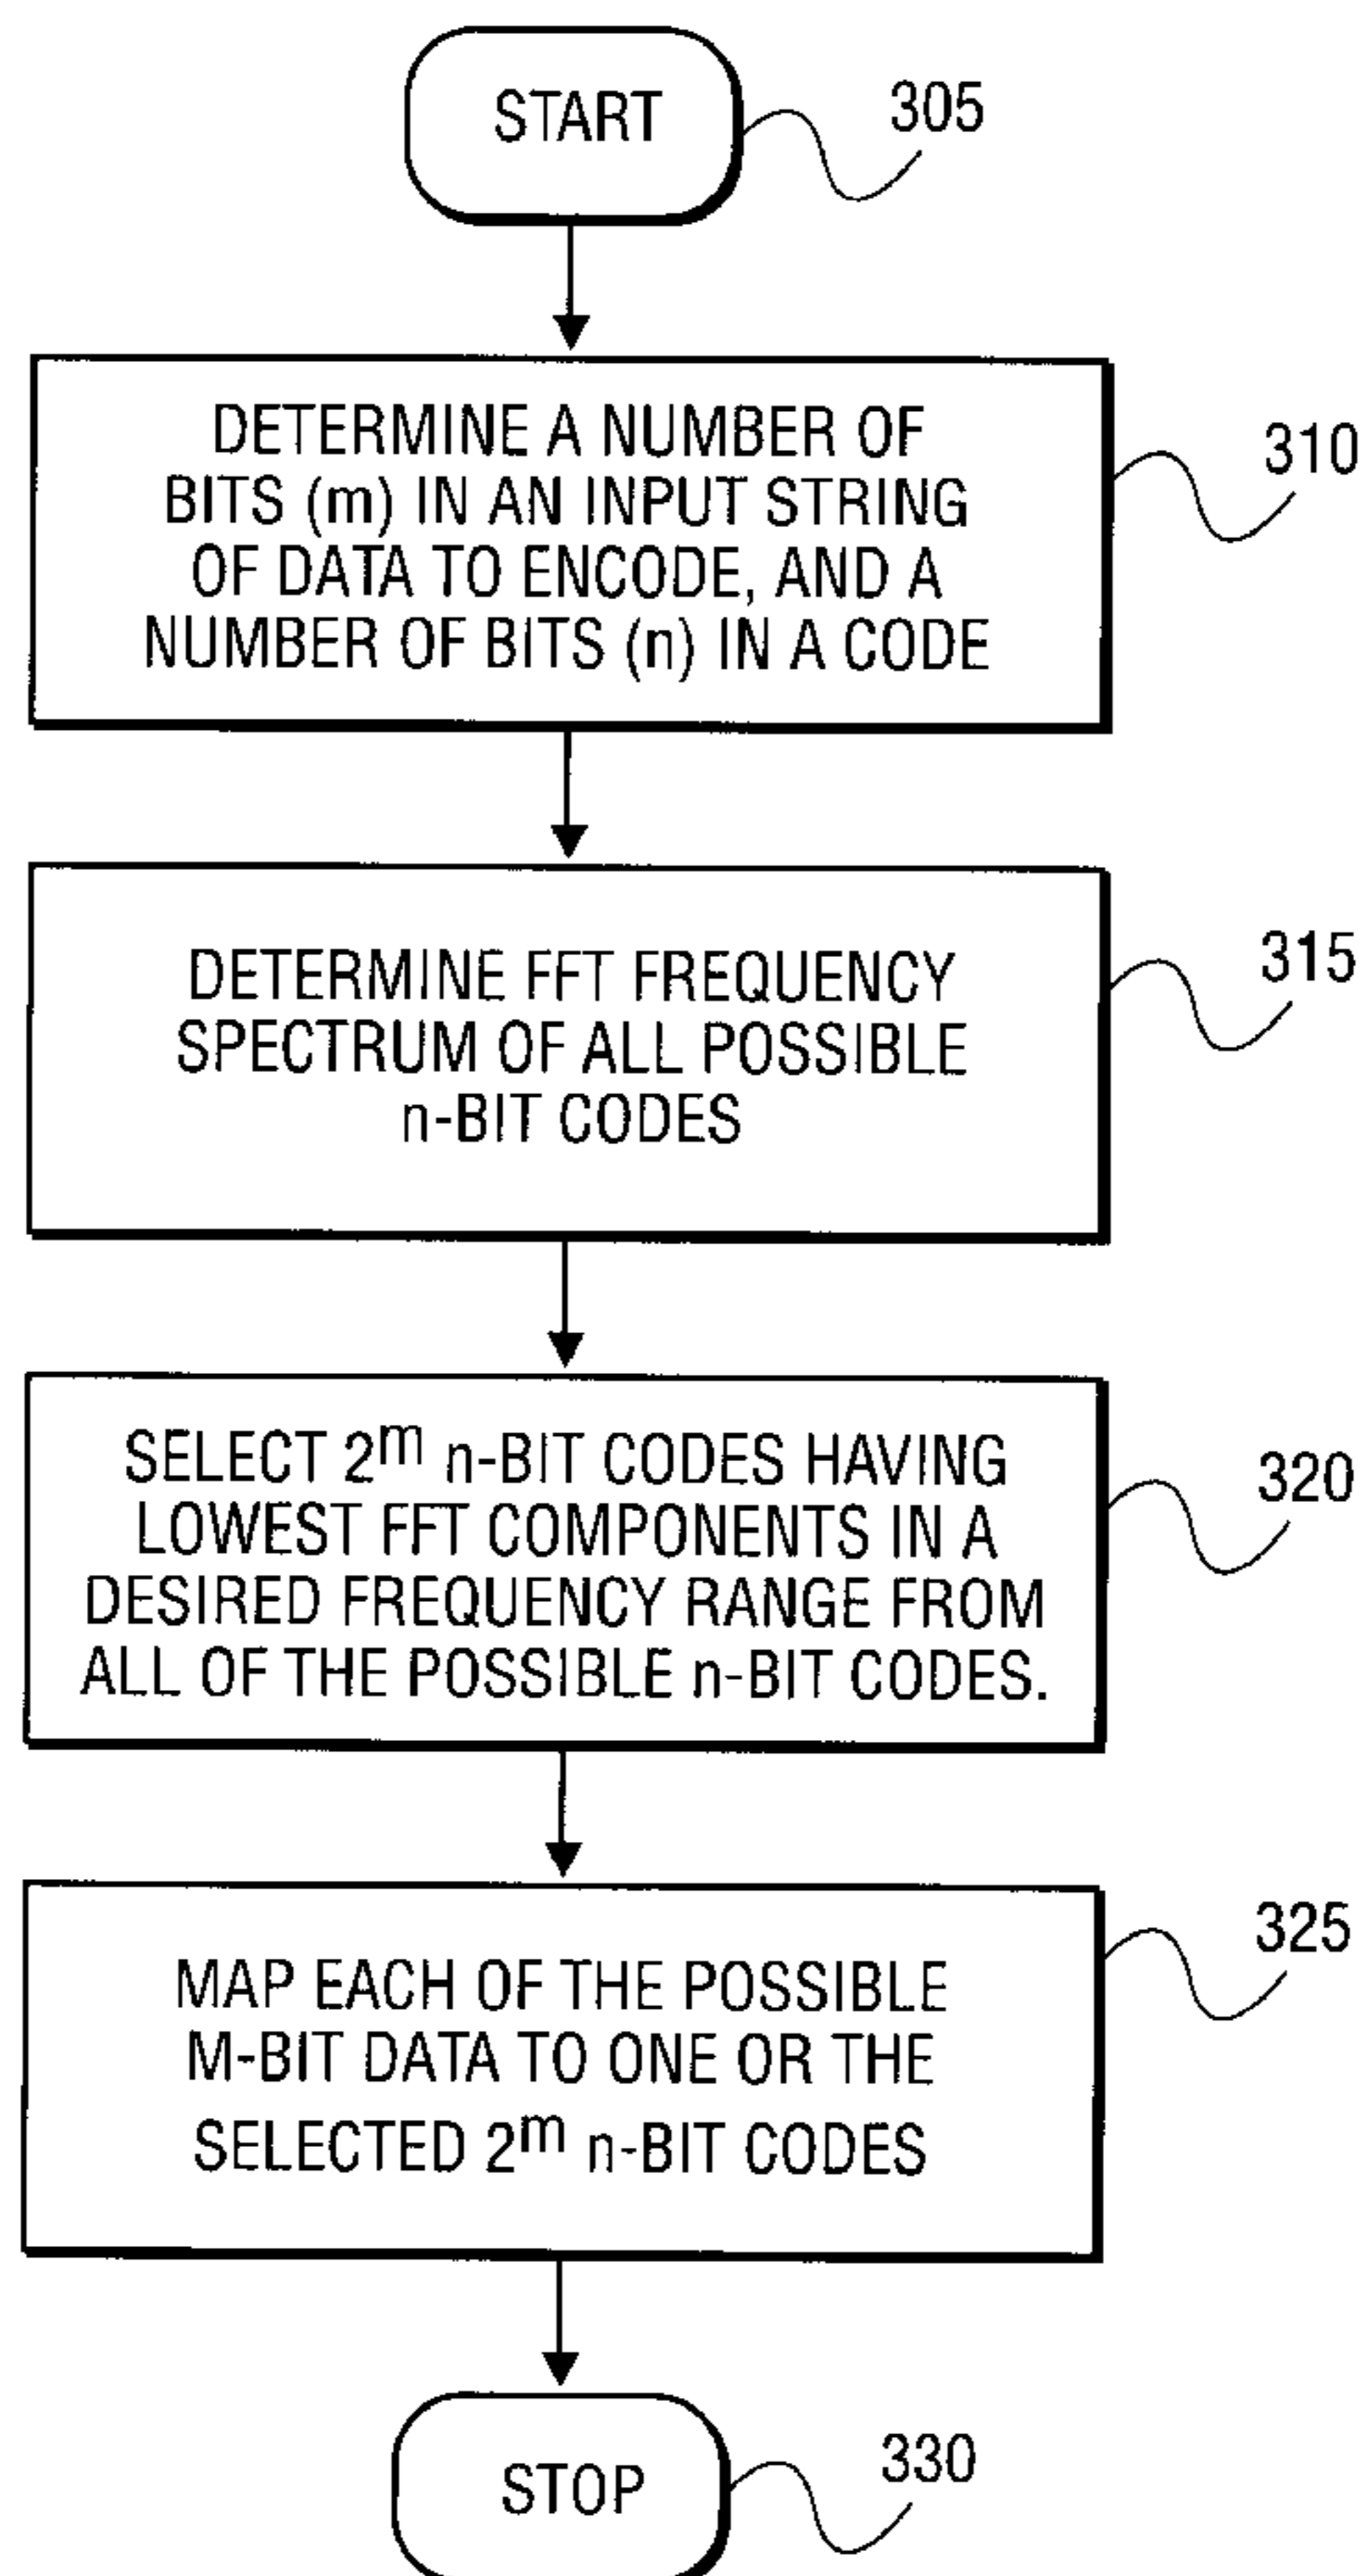 START
305
DETERMINE A NUMBER OF
BITS (m) IN AN INPUT STRING
OF DATA TO ENCODE, AND A
NUMBER OF BITS (n) IN A CODE
310
DETERMINE FFT FREQUENCY
SPECTRUM OF ALL POSSIBLE
n-BIT CODES
315
SELECT 2^m n-BIT CODES HAVING
LOWEST FFT COMPONENTS IN A
DESIRED FREQUENCY RANGE FROM
ALL OF THE POSSIBLE n-BIT CODES.
320
MAP EACH OF THE POSSIBLE
M-BIT DATA TO ONE OR THE
SELECTED 2^m n-BIT CODES
325
STOP
330